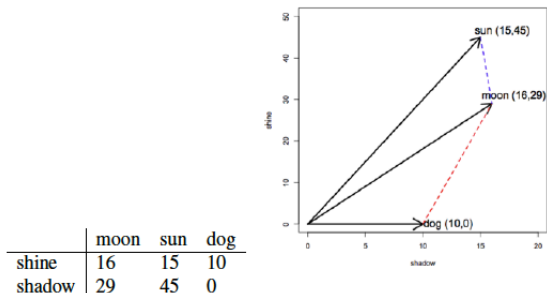 moon sun dog
shine 16 15 10
shadow 29 45 0
sun (15,45)
moon (16,29)
dog (10,0)
shine
50
40
30
20
10
0
0 5 10 15 20
shadow